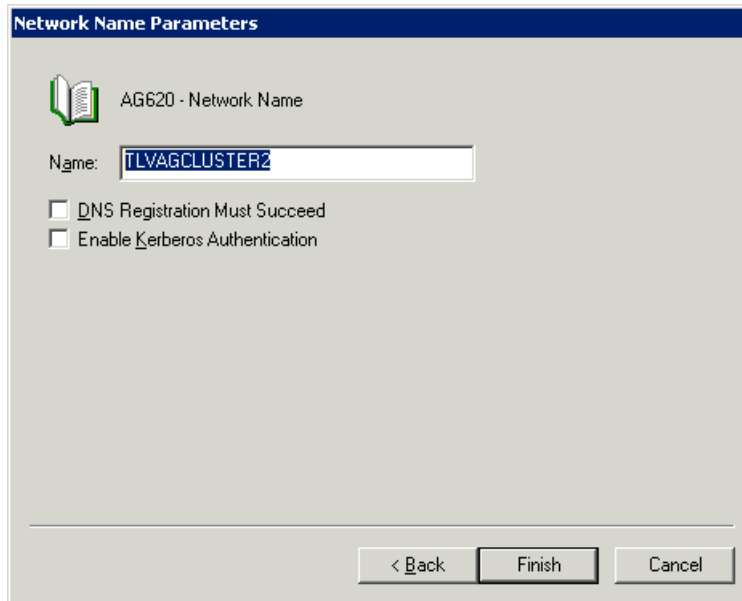 Network Name Parameters
AG620 - Network Name
Name: TLVAGCLUSTER2
DNS Registration Must Succeed
Enable Kerberos Authentication
< Back Finish Cancel